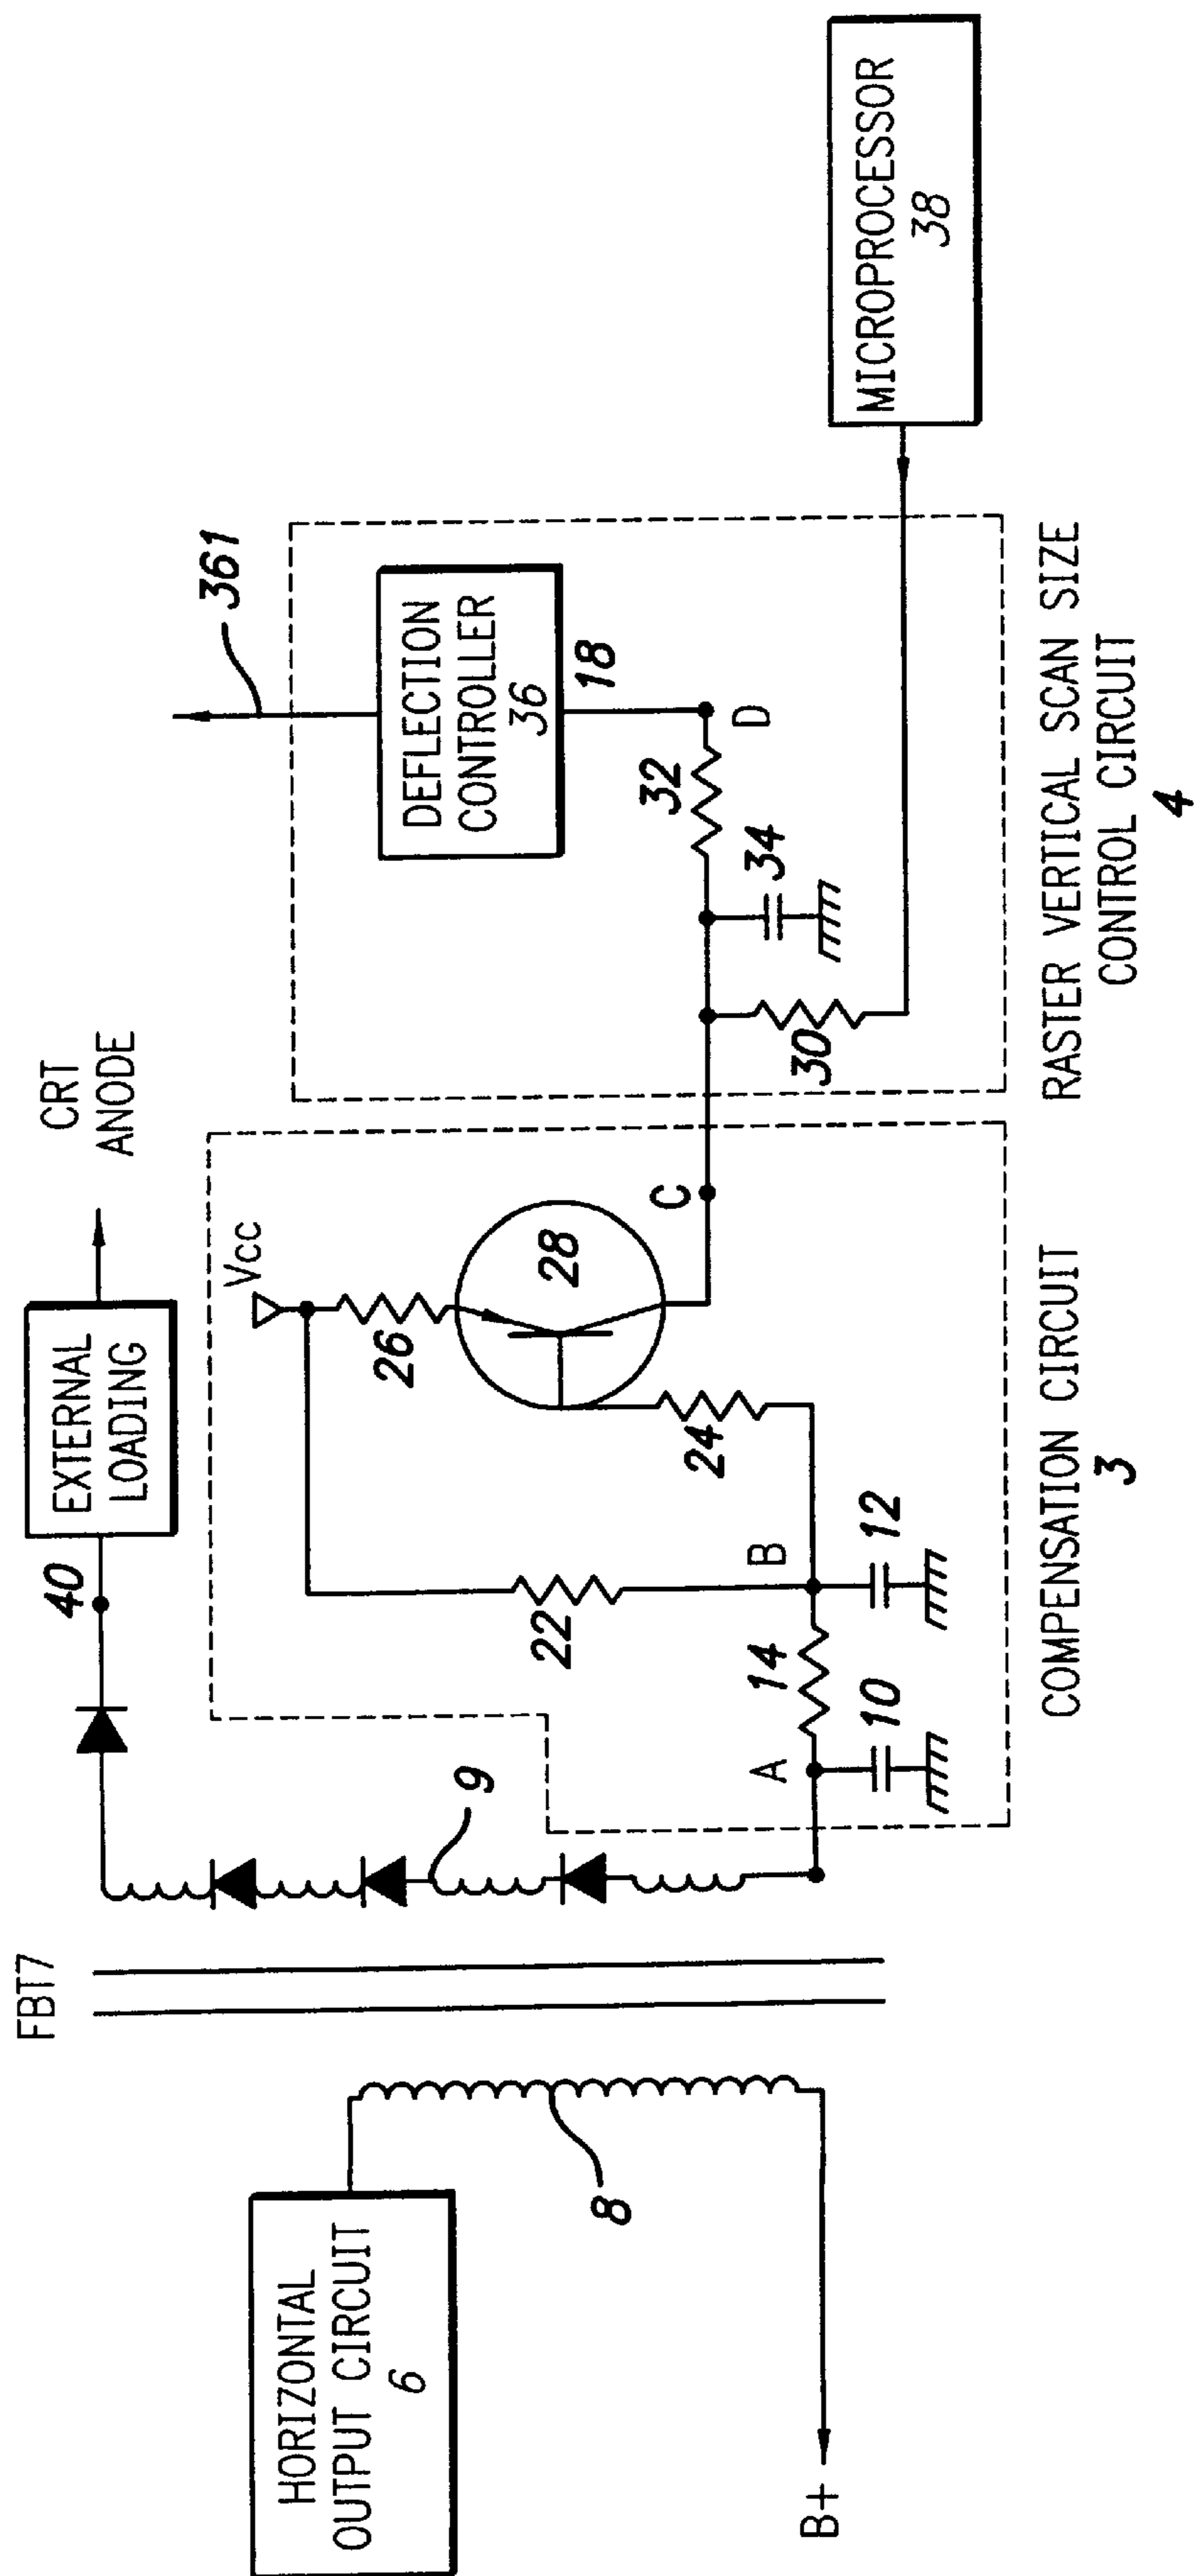 HORIZONTAL
OUTPUT CIRCUIT
6
B+
8
FBT7
9
40
EXTERNAL
LOADING
CRT
ANODE
A
10
14
B
12
22
24
26
Vcc
28
C
COMPENSATION CIRCUIT
3
30
34
32
D
18
DEFLECTION
CONTROLLER
36
361
RASTER VERTICAL SCAN SIZE
CONTROL CIRCUIT
4
MICROPROCESSOR
38